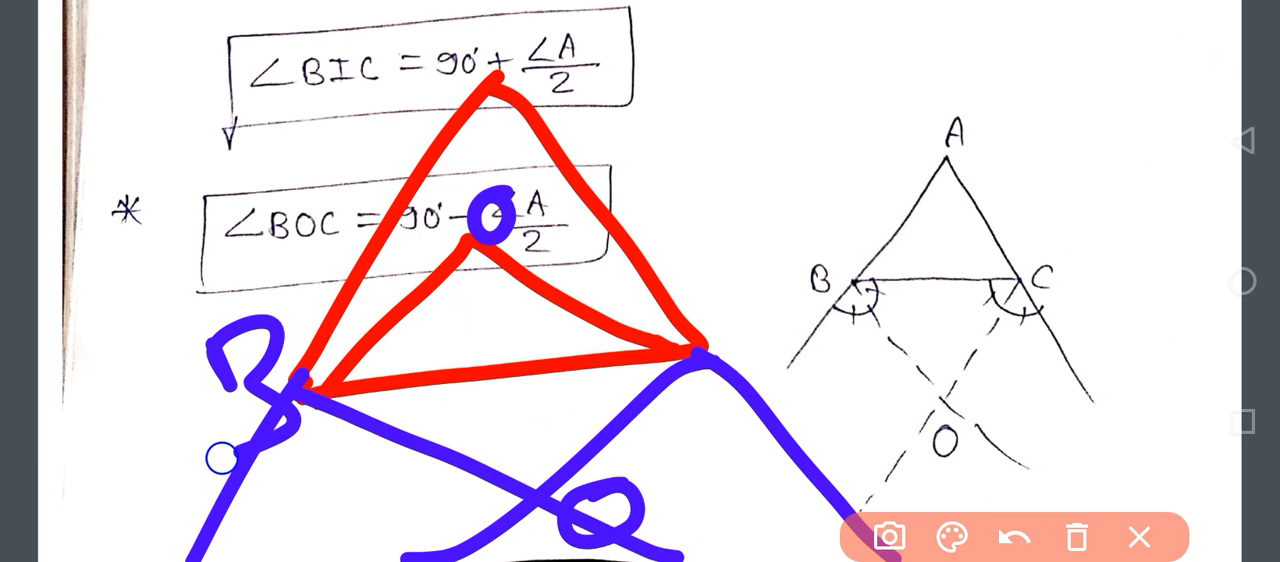 ∠BIC = 90° + ∠A/2
* ∠BOC = 90° - ∠A/2
O
B
O
A
B C
O